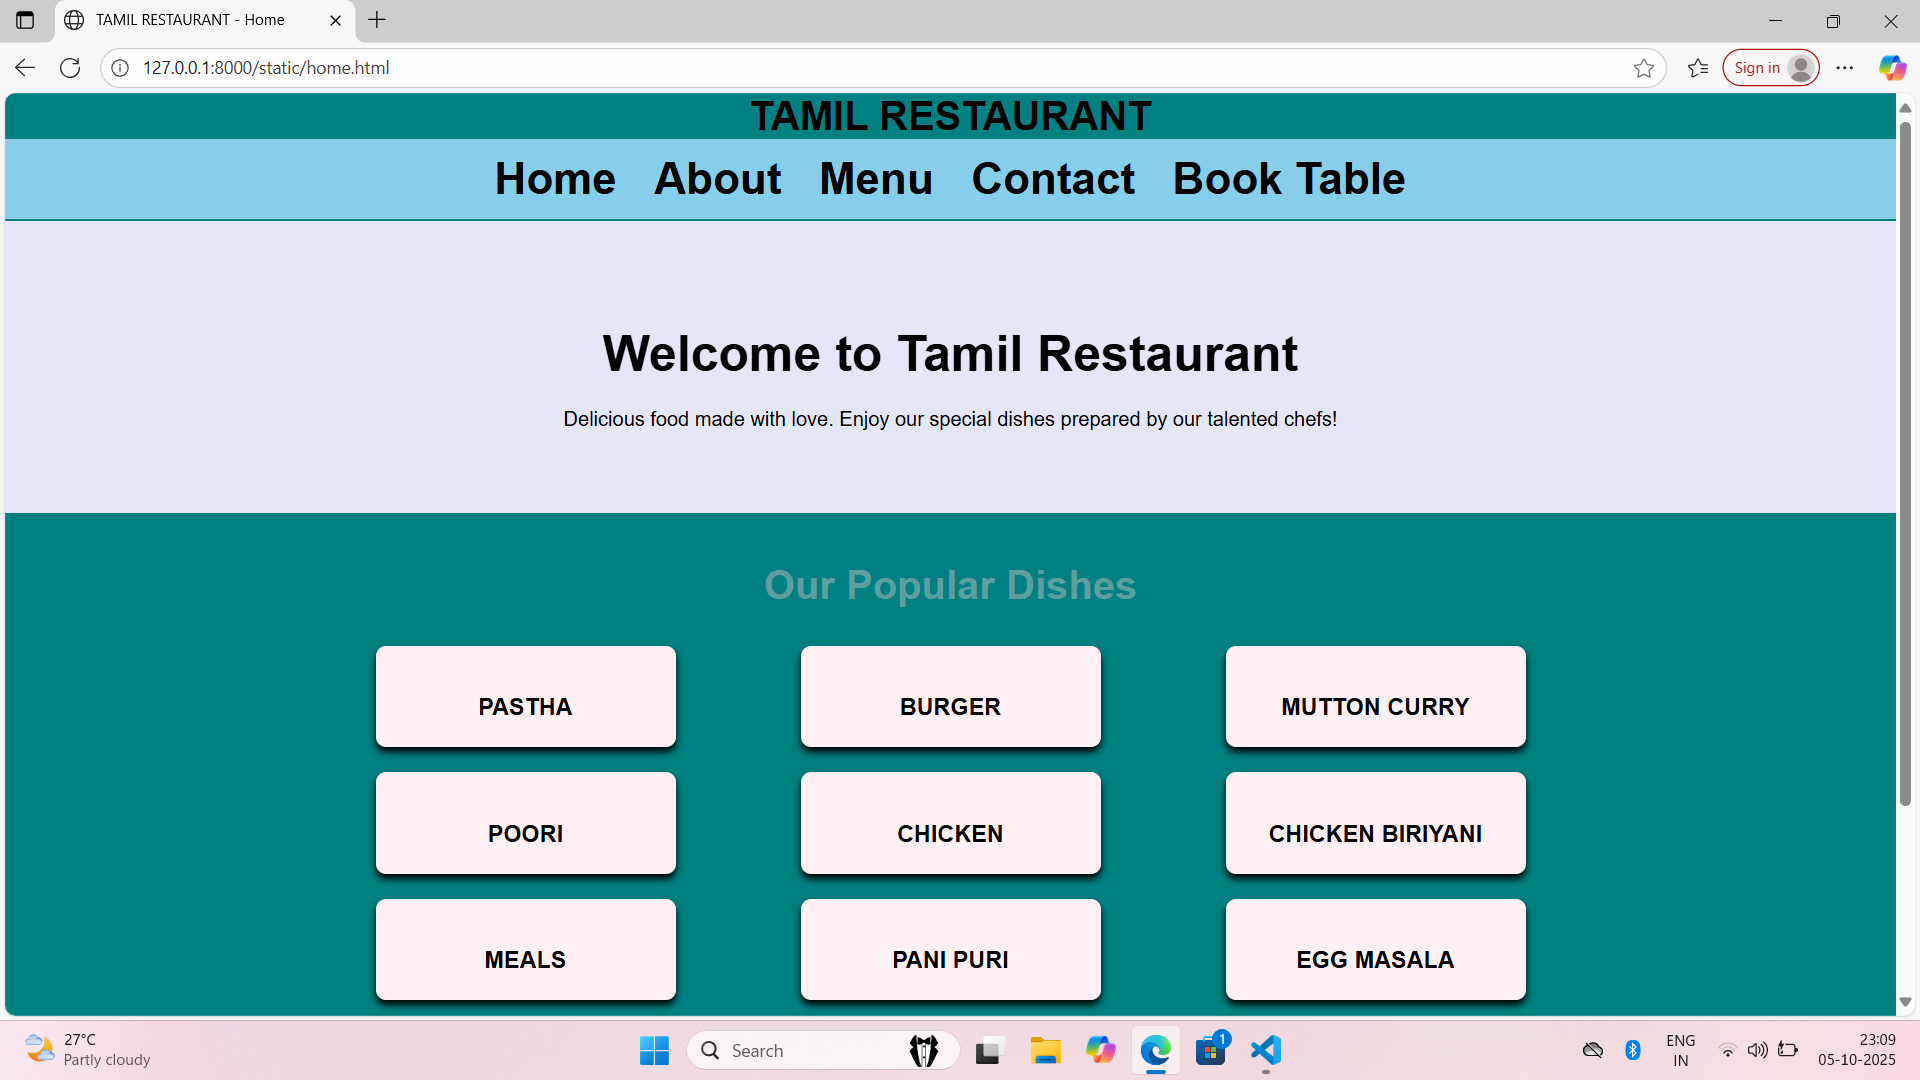 TAMIL RESTAURANT - Home
127.0.0.1:8000/static/home.html
Sign in
TAMIL RESTAURANT
Home About Menu Contact Book Table
Welcome to Tamil Restaurant
Delicious food made with love. Enjoy our special dishes prepared by our talented chefs!
Our Popular Dishes
PASTHA BURGER MUTTON CURRY
POORI CHICKEN CHICKEN BIRIYANI
MEALS PANI PURI EGG MASALA
27°C
Partly cloudy
Search
1
ENG
IN
23:09
05-10-2025